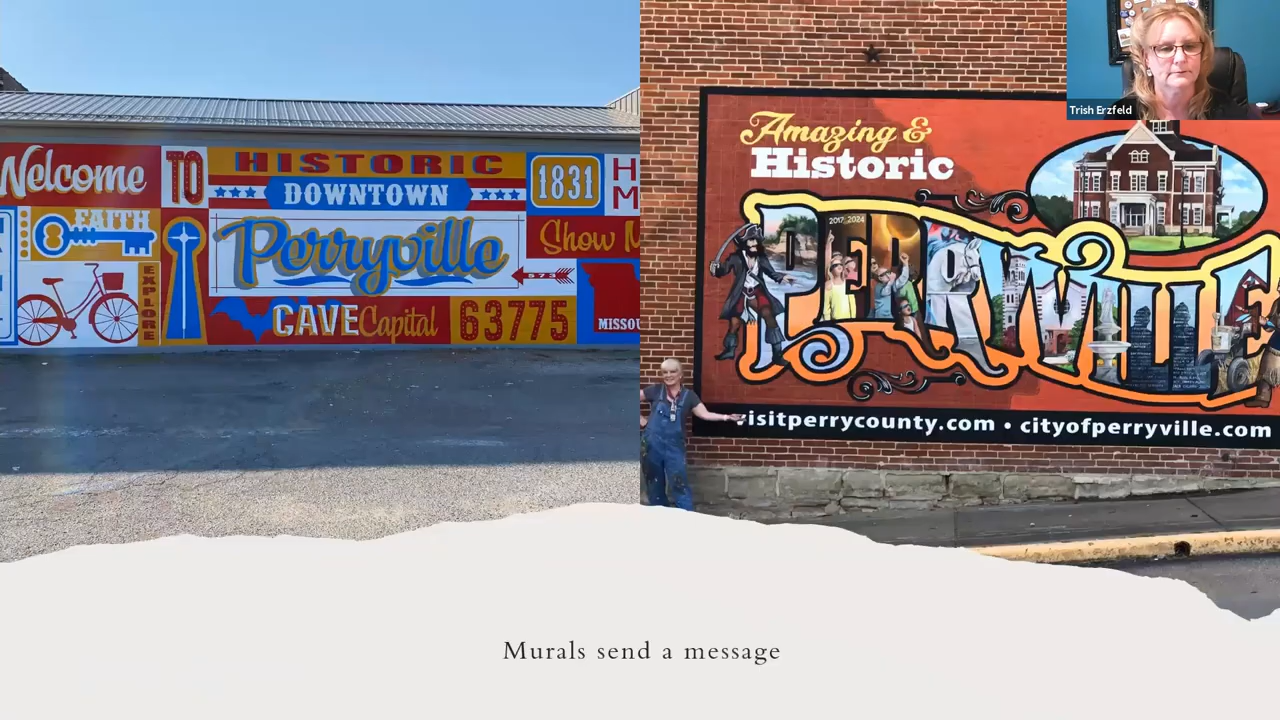 Welcome
TO
HISTORIC
DOWNTOWN
1831
FAITH
Perryville
Show M
573
EXPLORE
CAVE Capital
63775
MISSOU
Amazing &
Historic
2017 2024
PERRYVILLE
visitperrycounty.com • cityofperryville.com
Trish Erzfeld
Murals send a message